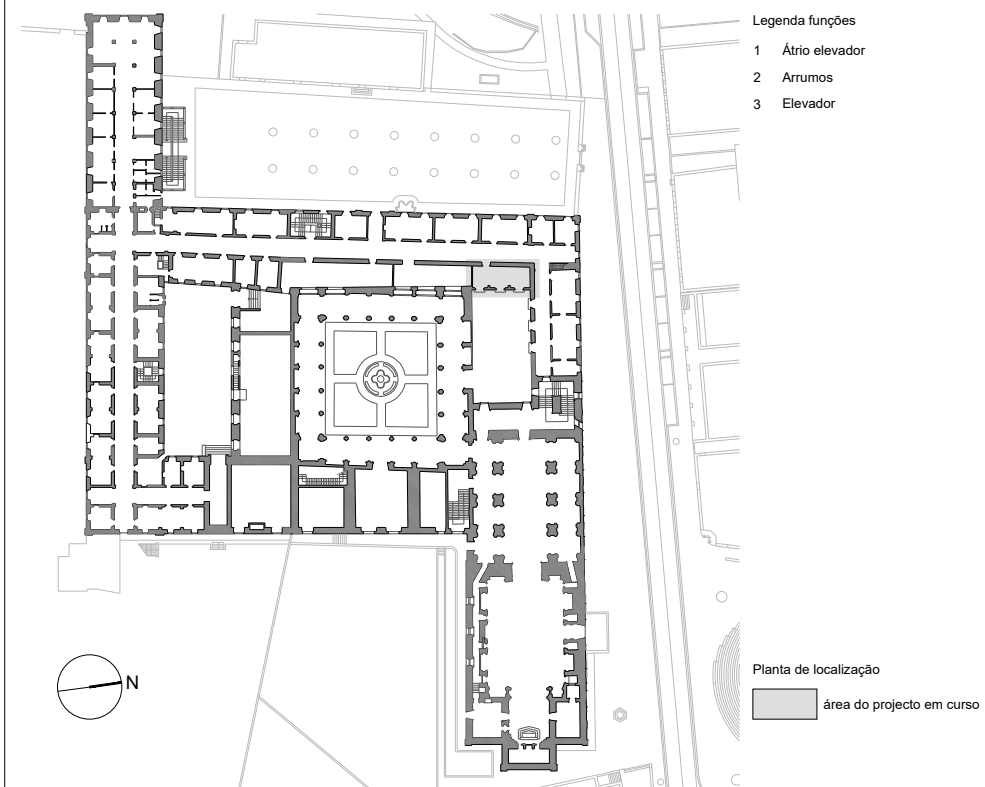 Legenda funções
1 Átrio elevador
2 Arrumos
3 Elevador
N
Planta de localização
área do projecto em curso